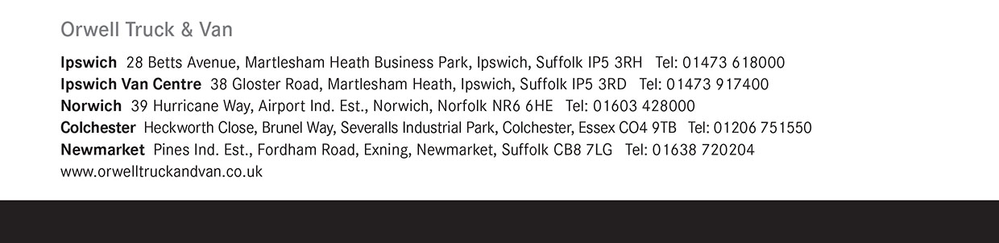 Orwell Truck & Van
Ipswich 28 Betts Avenue, Martlesham Heath Business Park, Ipswich, Suffolk IP5 3RH Tel: 01473 618000
Ipswich Van Centre 38 Gloster Road, Martlesham Heath, Ipswich, Suffolk IP5 3RD Tel: 01473 917400
Norwich 39 Hurricane Way, Airport Ind. Est., Norwich, Norfolk NR6 6HE Tel: 01603 428000
Colchester Heckworth Close, Brunel Way, Severalls Industrial Park, Colchester, Essex CO4 9TB Tel: 01206 751550
Newmarket Pines Ind. Est., Fordham Road, Exning, Newmarket, Suffolk CB8 7LG Tel: 01638 720204
www.orwelltruckandvan.co.uk